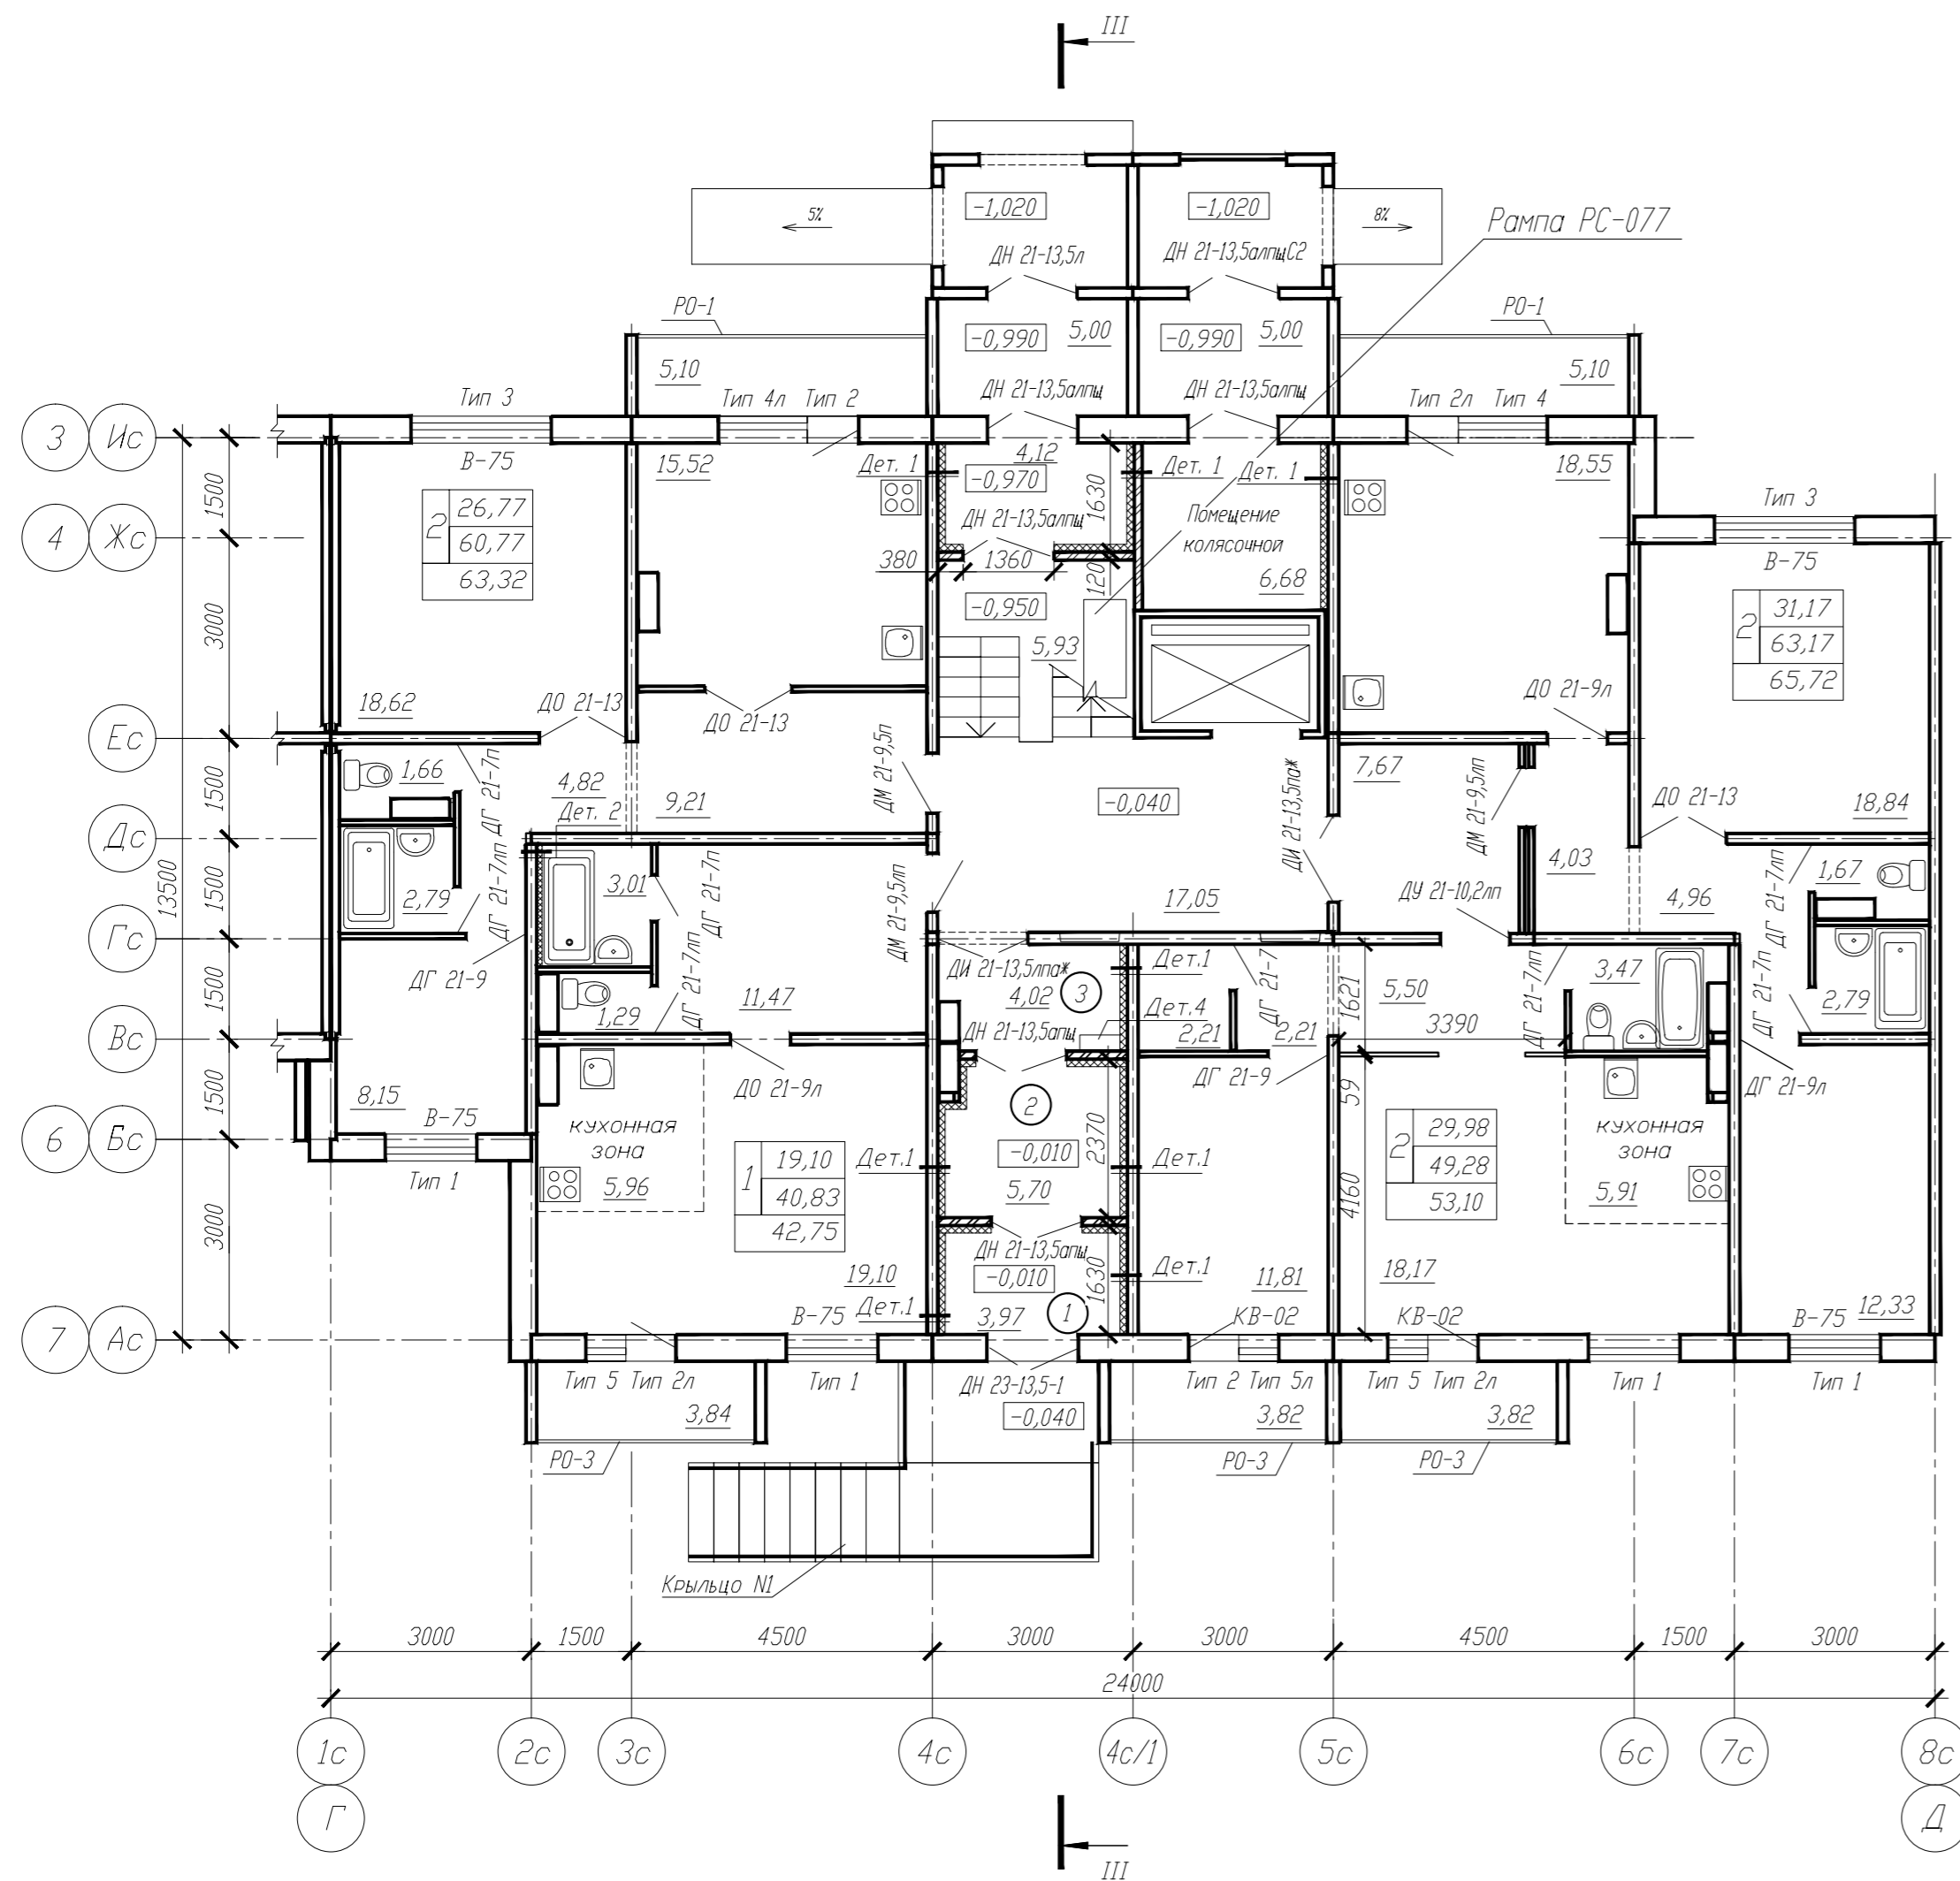 III
-1,020
-1,020
5%
8%
Рампа РС-077
ДН 21-13,5л
ДН 21-13,5алпщС2
РО-1
РО-1
-0,990
5,00
-0,990
5,00
5,10
5,10
Тип 3
Тип 4л Тип 2
ДН 21-13,5алпщ
ДН 21-13,5алпщ
Тип 2л Тип 4
3
Ис
В-75
15,52
Дет. 1
4,12
-0,970
Дет. 1
Дет. 1
18,55
1500
26,77
2
60,77
63,32
1630
Тип 3
4
Жс
ДН 21-13,5алпщ
Помещение
колясочной
В-75
380
1360
120
6,68
31,17
2
63,17
65,72
3000
-0,950
5,93
18,62
ДО 21-13
ДО 21-13
ДО 21-9л
Ес
1,66
ДГ 21-7п
4,82
Дет. 2
9,21
ДМ 21-9,5п
-0,040
ДИ 21-13,5лпаж
7,67
ДМ 21-9,5лп
ДО 21-13
18,84
1500
Дс
13500
2,79
ДГ 21-7лп
3,01
ДГ 21-7п
ДМ 21-9,5лп
17,05
ДУ 21-10,2лп
4,03
4,96
ДГ 21-7лп
1,67
1500
Гс
ДГ 21-9
ДИ 21-13,5лпаж
4,02
3
Дет.1
ДГ 21-7
1621
5,50
ДГ 21-7лп
3,47
ДГ 21-7п
2,79
1500
1,29
ДГ 21-7лп
11,47
ДН 21-13,5апщ
Дет.4
2,21
2,21
3390
Вс
8,15
В-75
ДО 21-9л
ДГ 21-9
59
ДГ 21-9л
1500
2
кухонная
зона
5,96
19,10
1
40,83
42,75
Дет.1
-0,010
5,70
2370
Дет.1
29,98
2
49,28
53,10
кухонная
зона
5,91
6
Бс
Тип 1
4160
3000
ДН 21-13,5апщ
-0,010
19,10
Дет.1
1630
Дет.1
11,81
18,17
В-75
3,97
1
КВ-02
КВ-02
В-75
12,33
7
Ас
Тип 5 Тип 2л
Тип 1
ДН 23-13,5-1
Тип 2 Тип 5л
Тип 5 Тип 2л
Тип 1
Тип 1
3,84
-0,040
3,82
3,82
РО-3
РО-3
РО-3
Крыльцо N1
3000
1500
4500
3000
3000
4500
1500
3000
24000
1с
2с
3с
4с
4с/1
5с
6с
7с
8с
Г
Д
III